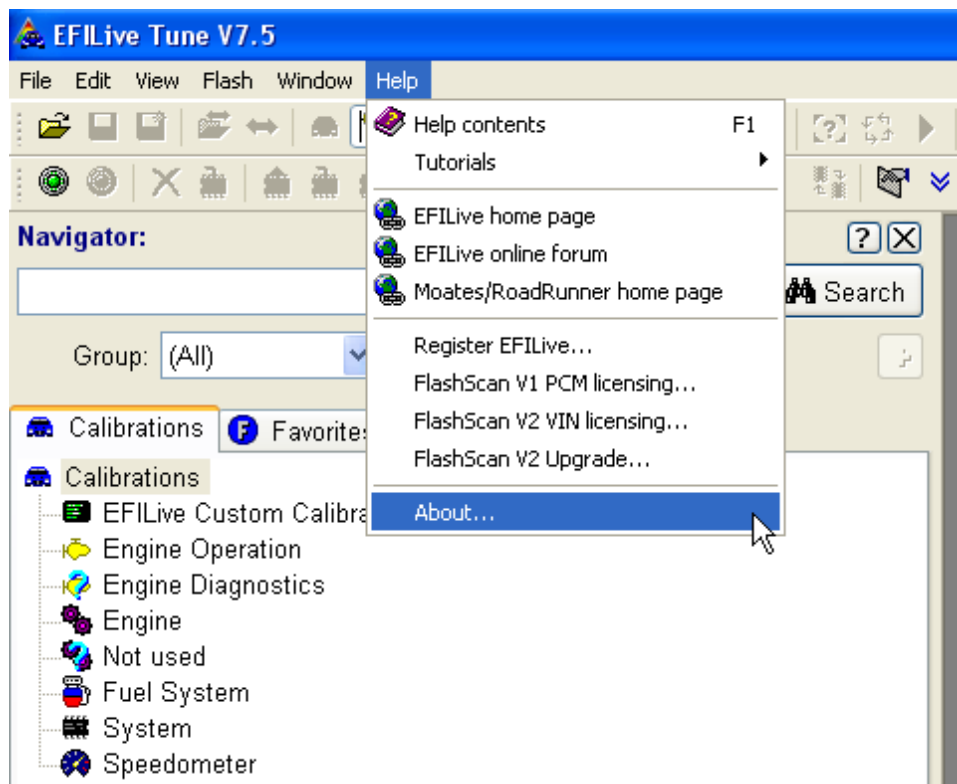 EFILive Tune V7.5
File Edit View Flash Window Help
Help contents F1
Tutorials
EFILive home page
EFILive online forum
Moates/RoadRunner home page
Register EFILive...
FlashScan V1 PCM licensing...
FlashScan V2 VIN licensing...
FlashScan V2 Upgrade...
About...
Navigator:
Search
Group: (All)
Calibrations F Favorites
Calibrations
EFILive Custom Calibra
Engine Operation
Engine Diagnostics
Engine
Not used
Fuel System
System
Speedometer